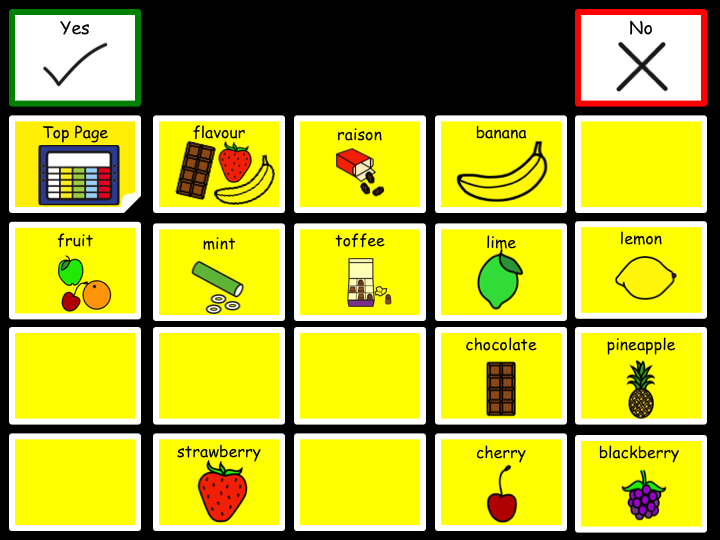 Yes
No
Top Page
flavour
raison
banana
fruit
mint
toffee
lime
lemon
chocolate
pineapple
strawberry
cherry
blackberry